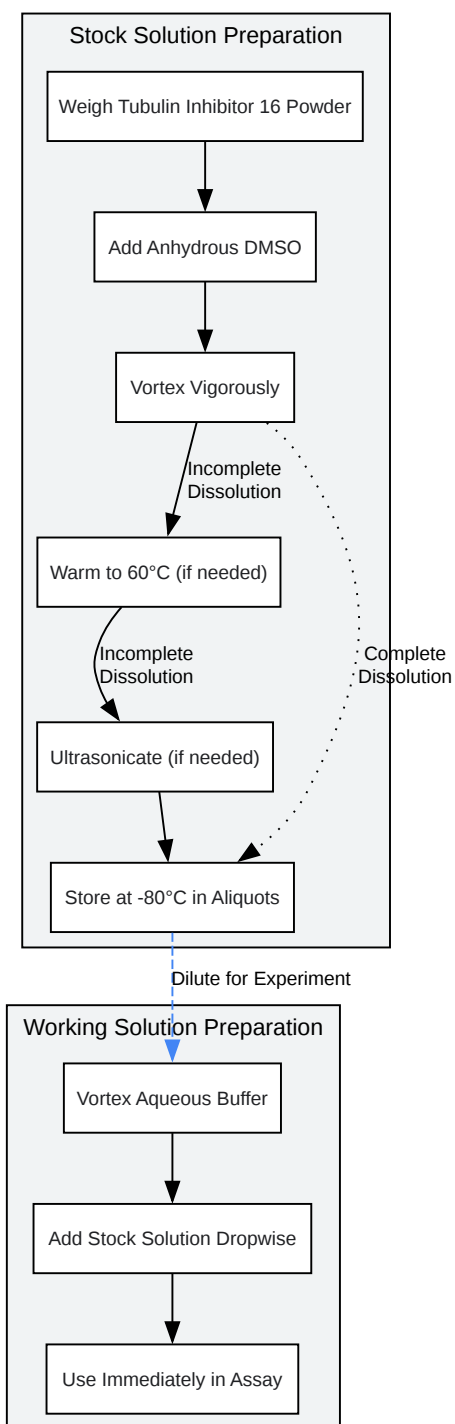 Stock Solution Preparation
Weigh Tubulin Inhibitor 16 Powder
Add Anhydrous DMSO
Vortex Vigorously
Incomplete
Dissolution
Warm to 60°C (if needed)
Incomplete
Dissolution
Complete
Dissolution
Ultrasonicate (if needed)
Store at -80°C in Aliquots
Dilute for Experiment
Working Solution Preparation
Vortex Aqueous Buffer
Add Stock Solution Dropwise
Use Immediately in Assay